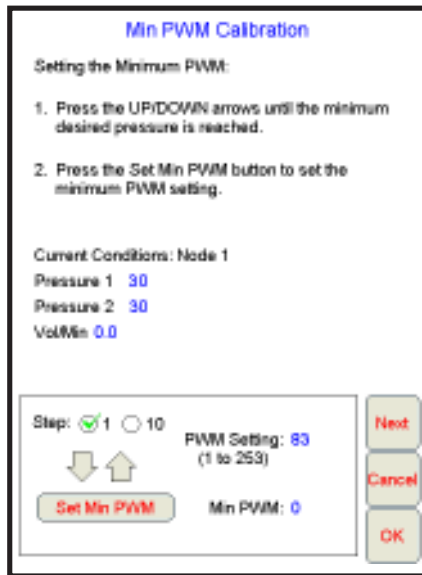 Min PWM Calibration
Setting the Minimum PWM:
1. Press the UP/DOWN arrows until the minimum
desired pressure is reached.
2. Press the Set Min PWM button to set the
minimum PWM setting.
Current Conditions: Node 1
Pressure 1 30
Pressure 2 30
Vol/Min 0.0
Step: 1 10
PWM Setting: 83
(1 to 253)
Set Min PWM
Min PWM: 0
Next
Cancel
OK